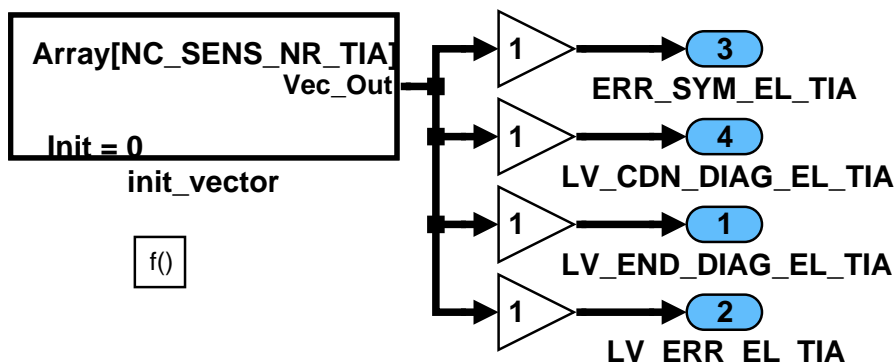 Array[NC_SENS_NR_TIA]
Vec_Out
Init = 0
init_vector
f()
1
3
ERR_SYM_EL_TIA
1
4
LV_CDN_DIAG_EL_TIA
1
1
LV_END_DIAG_EL_TIA
1
2
LV_ERR_EL_TIA